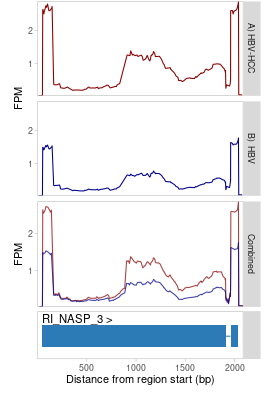 2
1
FPM
A) HBV-HCC
2
1
B) HBV
2
1
FPM
Combined
RI_NASP_3 >
500 1000 1500 2000
Distance from region start (bp)